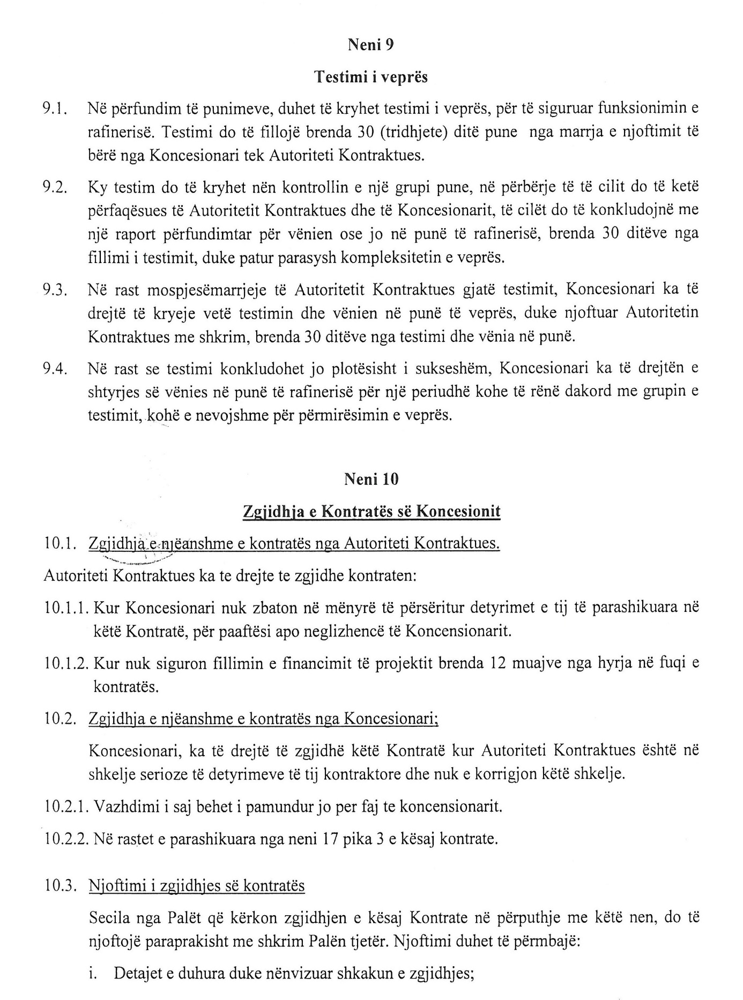 Neni 9
Testimi i veprës
9.1. Në përfundim të punimeve, duhet të kryhet testimi i veprës, për të siguruar funksionimin e
rafinerisë. Testimi do të fillojë brenda 30 (tridhjete) ditë pune nga marrja e njoftimit të
bërë nga Koncesionari tek Autoriteti Kontraktues.
9.2. Ky testim do të kryhet nën kontrollin e një grupi pune, në përbërje të të cilit do të ketë
përfaqësues të Autoritetit Kontraktues dhe të Koncesionarit, të cilët do të konkludojnë me
një raport përfundimtar për vënien ose jo në punë të rafinerisë, brenda 30 ditëve nga
fillimi i testimit, duke patur parasysh kompleksitetin e veprës.
9.3. Në rast mospjesëmarrjeje të Autoritetit Kontraktues gjatë testimit, Koncesionari ka të
drejtë të kryeje vetë testimin dhe vënien në punë të veprës, duke njoftuar Autoritetin
Kontraktues me shkrim, brenda 30 ditëve nga testimi dhe vënia në punë.
9.4. Në rast se testimi konkludohet jo plotësisht i sukseshëm, Koncesionari ka të drejtën e
shtyrjes së vënies në punë të rafinerisë për një periudhë kohe të rënë dakord me grupin e
testimit, kohë e nevojshme për përmirësimin e veprës.
Neni 10
Zgjidhja e Kontratës së Koncesionit
10.1. Zgjidhja e njëanshme e kontratës nga Autoriteti Kontraktues.
Autoriteti Kontraktues ka te drejte te zgjidhe kontraten:
10.1.1. Kur Koncesionari nuk zbaton në mënyrë të përsëritur detyrimet e tij të parashikuara në
këtë Kontratë, për paaftësi apo neglizhencë të Koncensionarit.
10.1.2. Kur nuk siguron fillimin e financimit të projektit brenda 12 muajve nga hyrja në fuqi e
kontratës.
10.2. Zgjidhja e njëanshme e kontratës nga Koncesionari;
Koncesionari, ka të drejtë të zgjidhë këtë Kontratë kur Autoriteti Kontraktues është në
shkelje serioze të detyrimeve të tij kontraktore dhe nuk e korrigjon këtë shkelje.
10.2.1. Vazhdimi i saj behet i pamundur jo per faj te koncensionarit.
10.2.2. Në rastet e parashikuara nga neni 17 pika 3 e kësaj kontrate.
10.3. Njoftimi i zgjidhjes së kontratës
Secila nga Palët që kërkon zgjidhjen e kësaj Kontrate në përputhje me këtë nen, do të
njoftojë paraprakisht me shkrim Palën tjetër. Njoftimi duhet të përmbajë:
i. Detajet e duhura duke nënvizuar shkakun e zgjidhjes;